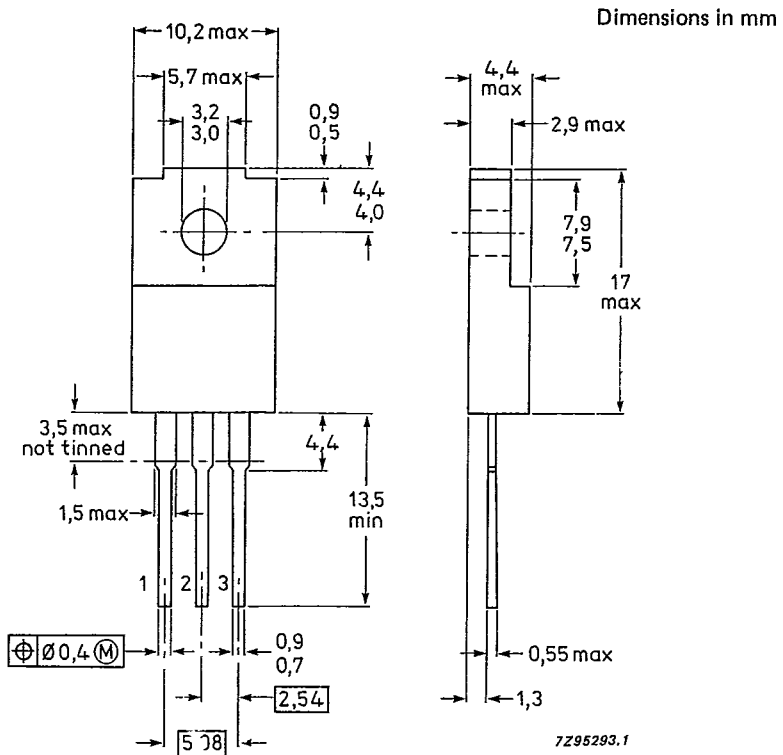 Dimensions in mm
10,2 max
5,7 max
3,2
3,0
0,9
0,5
4,4
4,0
4,4
max
2,9 max
7,9
7,5
17
max
3,5 max
not tinned
4,4
13,5
min
1,5 max
1 2 3
Ø 0,4 Ⓜ
0,9
0,7
2,54
5,08
0,55 max
1,3
7Z95293.1